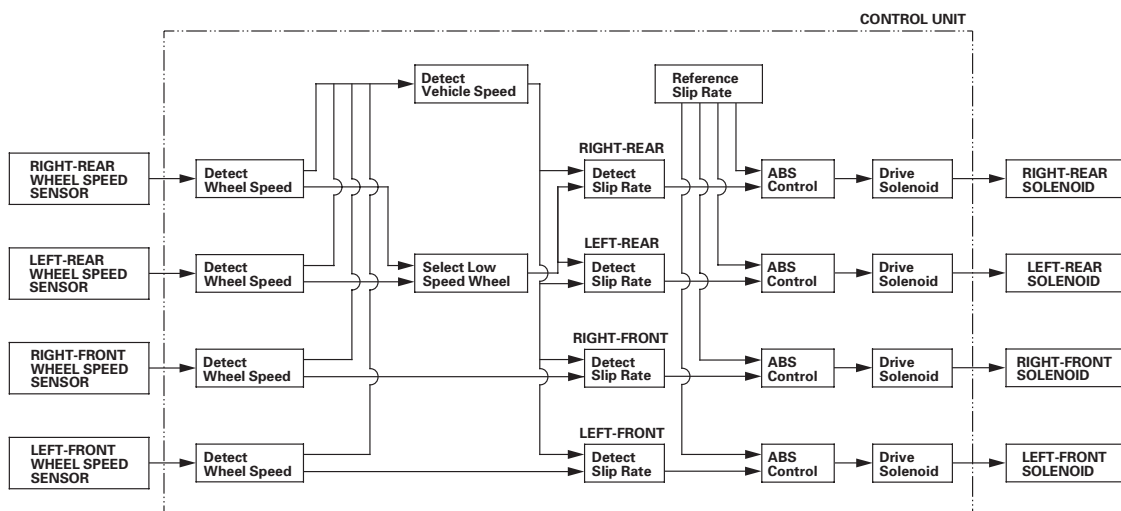 CONTROL UNIT
Detect
Vehicle Speed
Reference
Slip Rate
RIGHT-REAR
WHEEL SPEED
SENSOR
Detect
Wheel Speed
RIGHT-REAR
Detect
Slip Rate
ABS
Control
Drive
Solenoid
RIGHT-REAR
SOLENOID
LEFT-REAR
WHEEL SPEED
SENSOR
Detect
Wheel Speed
Select Low
Speed Wheel
LEFT-REAR
Detect
Slip Rate
ABS
Control
Drive
Solenoid
LEFT-REAR
SOLENOID
RIGHT-FRONT
WHEEL SPEED
SENSOR
Detect
Wheel Speed
RIGHT-FRONT
Detect
Slip Rate
ABS
Control
Drive
Solenoid
RIGHT-FRONT
SOLENOID
LEFT-FRONT
WHEEL SPEED
SENSOR
Detect
Wheel Speed
LEFT-FRONT
Detect
Slip Rate
ABS
Control
Drive
Solenoid
LEFT-FRONT
SOLENOID